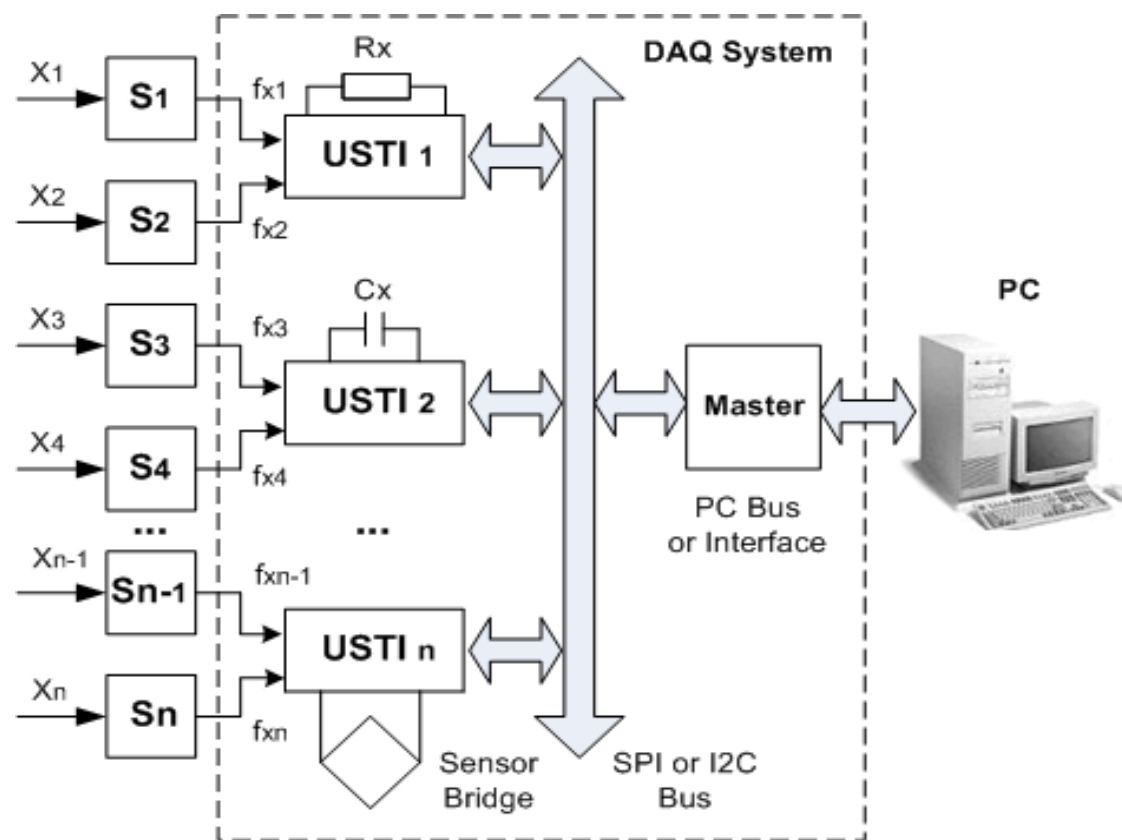 DAQ System
Rx
X1
S1
fx1
USTI 1
X2
S2
fx2
Cx
X3
S3
fx3
USTI 2
X4
S4
fx4
...
...
PC
Master
PC Bus
or Interface
Xn-1
Sn-1
fxn-1
USTI n
Xn
Sn
fxn
Sensor
Bridge
SPI or I2C
Bus